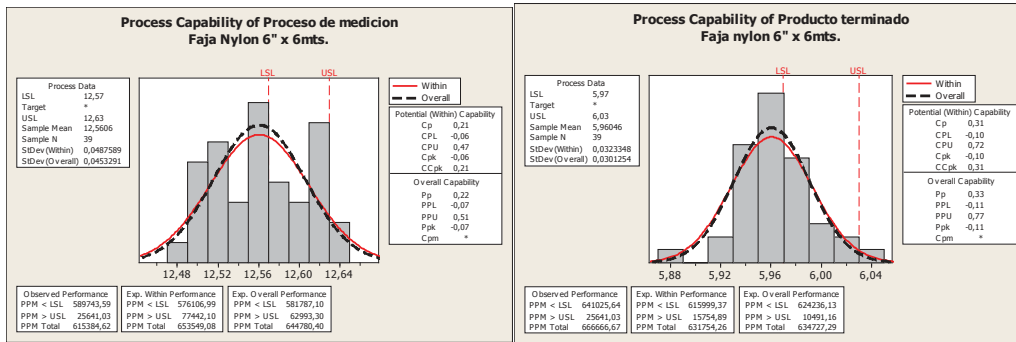 Process Capability of Proceso de medicion
Faja Nylon 6" x 6mts.
LSL USL
Process Data
LSL 12,57
Target *
USL 12,63
Sample Mean 12,5606
Sample N 39
StDev(Within) 0,0487589
StDev(Overall) 0,0453291
Within
Overall
Potential (Within) Capability
Cp 0,21
CPL -0,06
CPU 0,47
Cpk -0,06
CCpk 0,21
Overall Capability
Pp 0,22
PPL -0,07
PPU 0,51
Ppk -0,07
Cpm *
12,48 12,52 12,56 12,60 12,64
Observed Performance
PPM < LSL 589743,59
PPM > USL 25641,03
PPM Total 615384,62
Exp. Within Performance
PPM < LSL 576106,99
PPM > USL 77442,10
PPM Total 653549,08
Exp. Overall Performance
PPM < LSL 581787,10
PPM > USL 62993,30
PPM Total 644780,40
Process Capability of Producto terminado
Faja nylon 6" x 6mts.
LSL USL
Process Data
LSL 5,97
Target *
USL 6,03
Sample Mean 5,96046
Sample N 39
StDev(Within) 0,0323348
StDev(Overall) 0,0301254
Within
Overall
Potential (Within) Capability
Cp 0,31
CPL -0,10
CPU 0,72
Cpk -0,10
CCpk 0,31
Overall Capability
Pp 0,33
PPL -0,11
PPU 0,77
Ppk -0,11
Cpm *
5,88 5,92 5,96 6,00 6,04
Observed Performance
PPM < LSL 641025,64
PPM > USL 25641,03
PPM Total 666666,67
Exp. Within Performance
PPM < LSL 615999,37
PPM > USL 15754,89
PPM Total 631754,26
Exp. Overall Performance
PPM < LSL 624236,13
PPM > USL 10491,16
PPM Total 634727,29